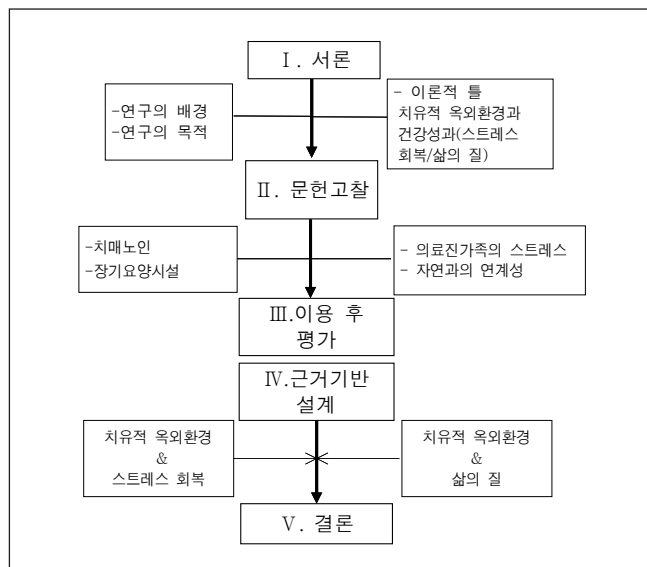 Ⅰ. 서론
-연구의 배경
-연구의 목적
- 이론적 틀
치유적 옥외환경과
건강성과(스트레스
회복/삶의 질)
Ⅱ. 문헌고찰
-치매노인
-장기요양시설
- 의료진가족의 스트레스
- 자연과의 연계성
Ⅲ.이용 후
평가
Ⅳ.근거기반
설계
치유적 옥외환경
&
스트레스 회복
치유적 옥외환경
&
삶의 질
Ⅴ. 결론